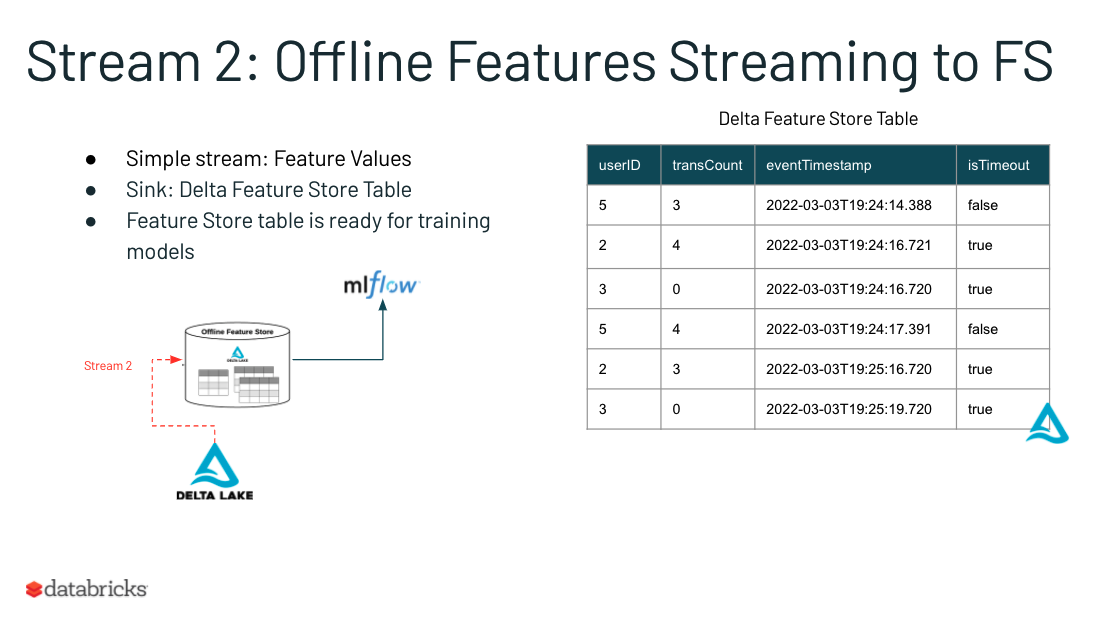 Stream 2: Offline Features Streaming to FS
● Simple stream: Feature Values
● Sink: Delta Feature Store Table
● Feature Store table is ready for training
models
mlflow
Offline Feature Store
DELTA LAKE
Stream 2
DELTA LAKE
Delta Feature Store Table
userID transCount eventTimestamp isTimeout
5 3 2022-03-03T19:24:14.388 false
2 4 2022-03-03T19:24:16.721 true
3 0 2022-03-03T19:24:16.720 true
5 4 2022-03-03T19:24:17.391 false
2 3 2022-03-03T19:25:16.720 true
3 0 2022-03-03T19:25:19.720 true
databricks